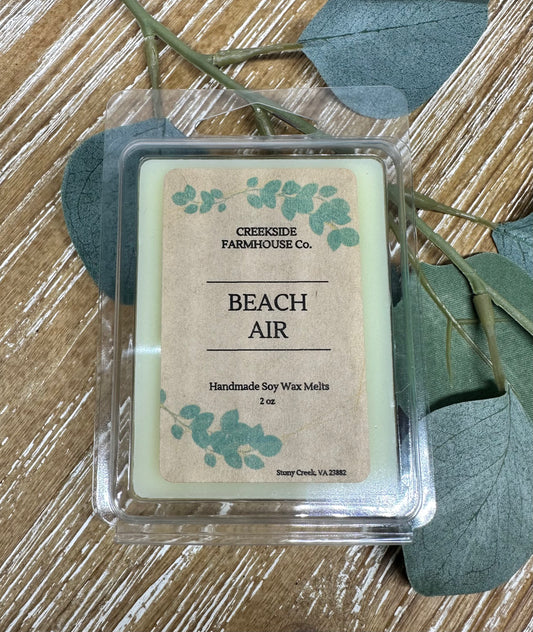 CREEKSIDE
FARMHOUSE Co.
BEACH
AIR
Handmade Soy Wax Melts
2 oz
Stony Creek, VA 23882